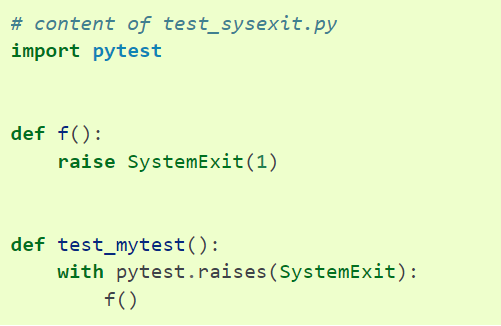 # content of test_sysexit.py
import pytest
def f():
    raise SystemExit(1)
def test_mytest():
    with pytest.raises(SystemExit):
        f()